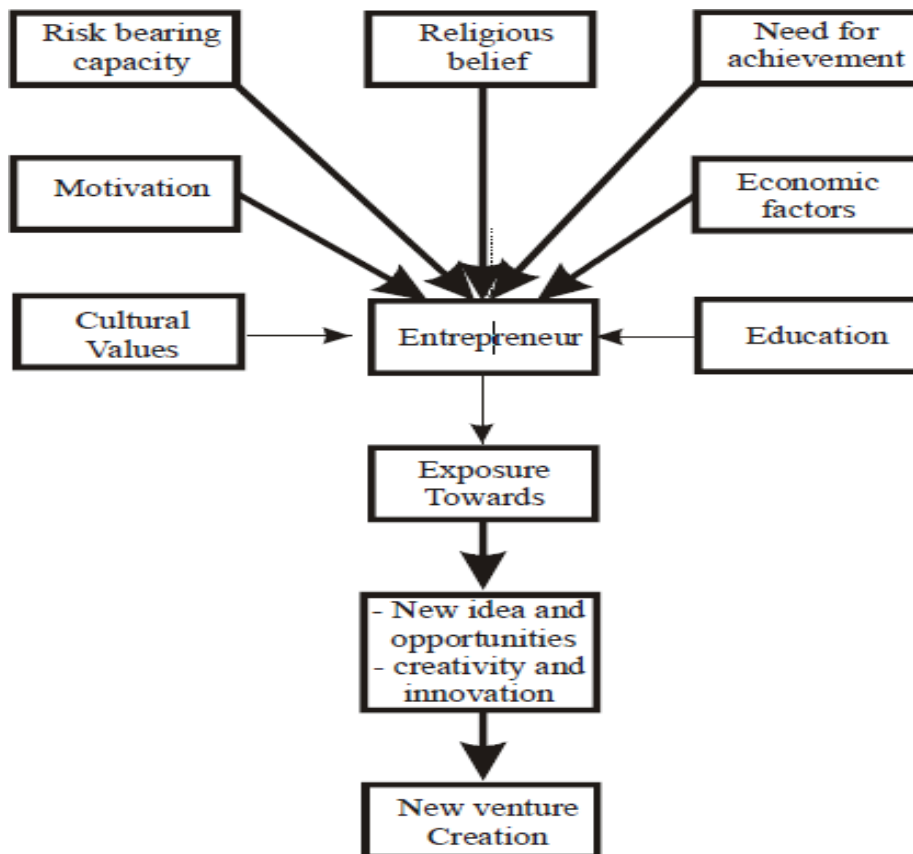 Risk bearing
capacity
Religious
belief
Need for
achievement
Motivation
Economic
factors
Cultural
Values
Entrepreneur
Education
Exposure
Towards
- New idea and
opportunities
- creativity and
innovation
New venture
Creation